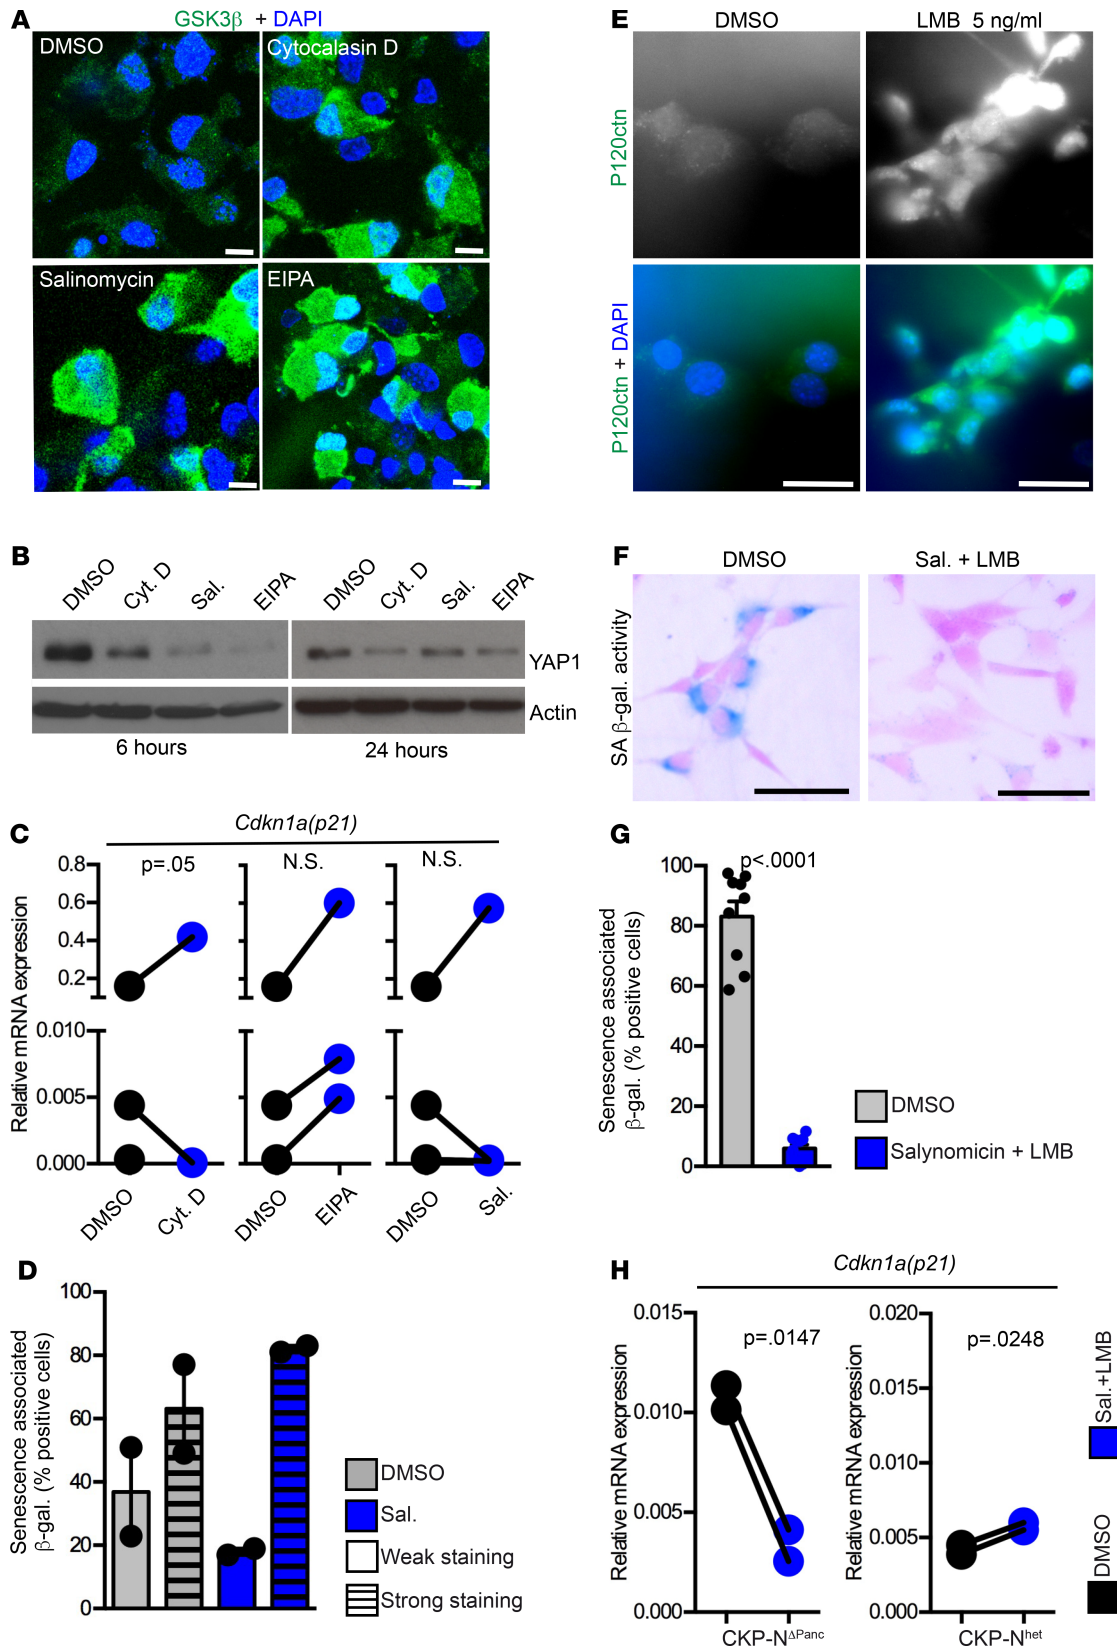 A
GSK3β + DAPI
DMSO
Cytocalasin D
Salinomycin
EIPA
B
DMSO
Cyt. D
Sal.
EIPA
DMSO
Cyt. D
Sal.
EIPA
YAP1
Actin
6 hours
24 hours
C
Cdkn1a(p21)
p=.05
N.S.
N.S.
Relative mRNA expression
0.8
0.6
0.4
0.2
0.010
0.005
0.000
DMSO
Cyt. D
DMSO
EIPA
DMSO
Sal.
D
Senescence associated
β-gal. (% positive cells)
100
80
60
40
20
0
DMSO
Sal.
Weak staining
Strong staining
E
DMSO
LMB 5 ng/ml
P120ctn
P120ctn + DAPI
F
DMSO
Sal. + LMB
SA β-gal. activity
G
p<.0001
Senescence associated
β-gal. (% positive cells)
100
80
60
40
20
0
DMSO
Salynomicin + LMB
H
Cdkn1a(p21)
Relative mRNA expression
0.015
0.010
0.005
0.000
p=.0147
CKP-NΔPanc
Relative mRNA expression
0.020
0.015
0.010
0.005
0.000
p=.0248
CKP-Nhet
Sal.+LMB
DMSO